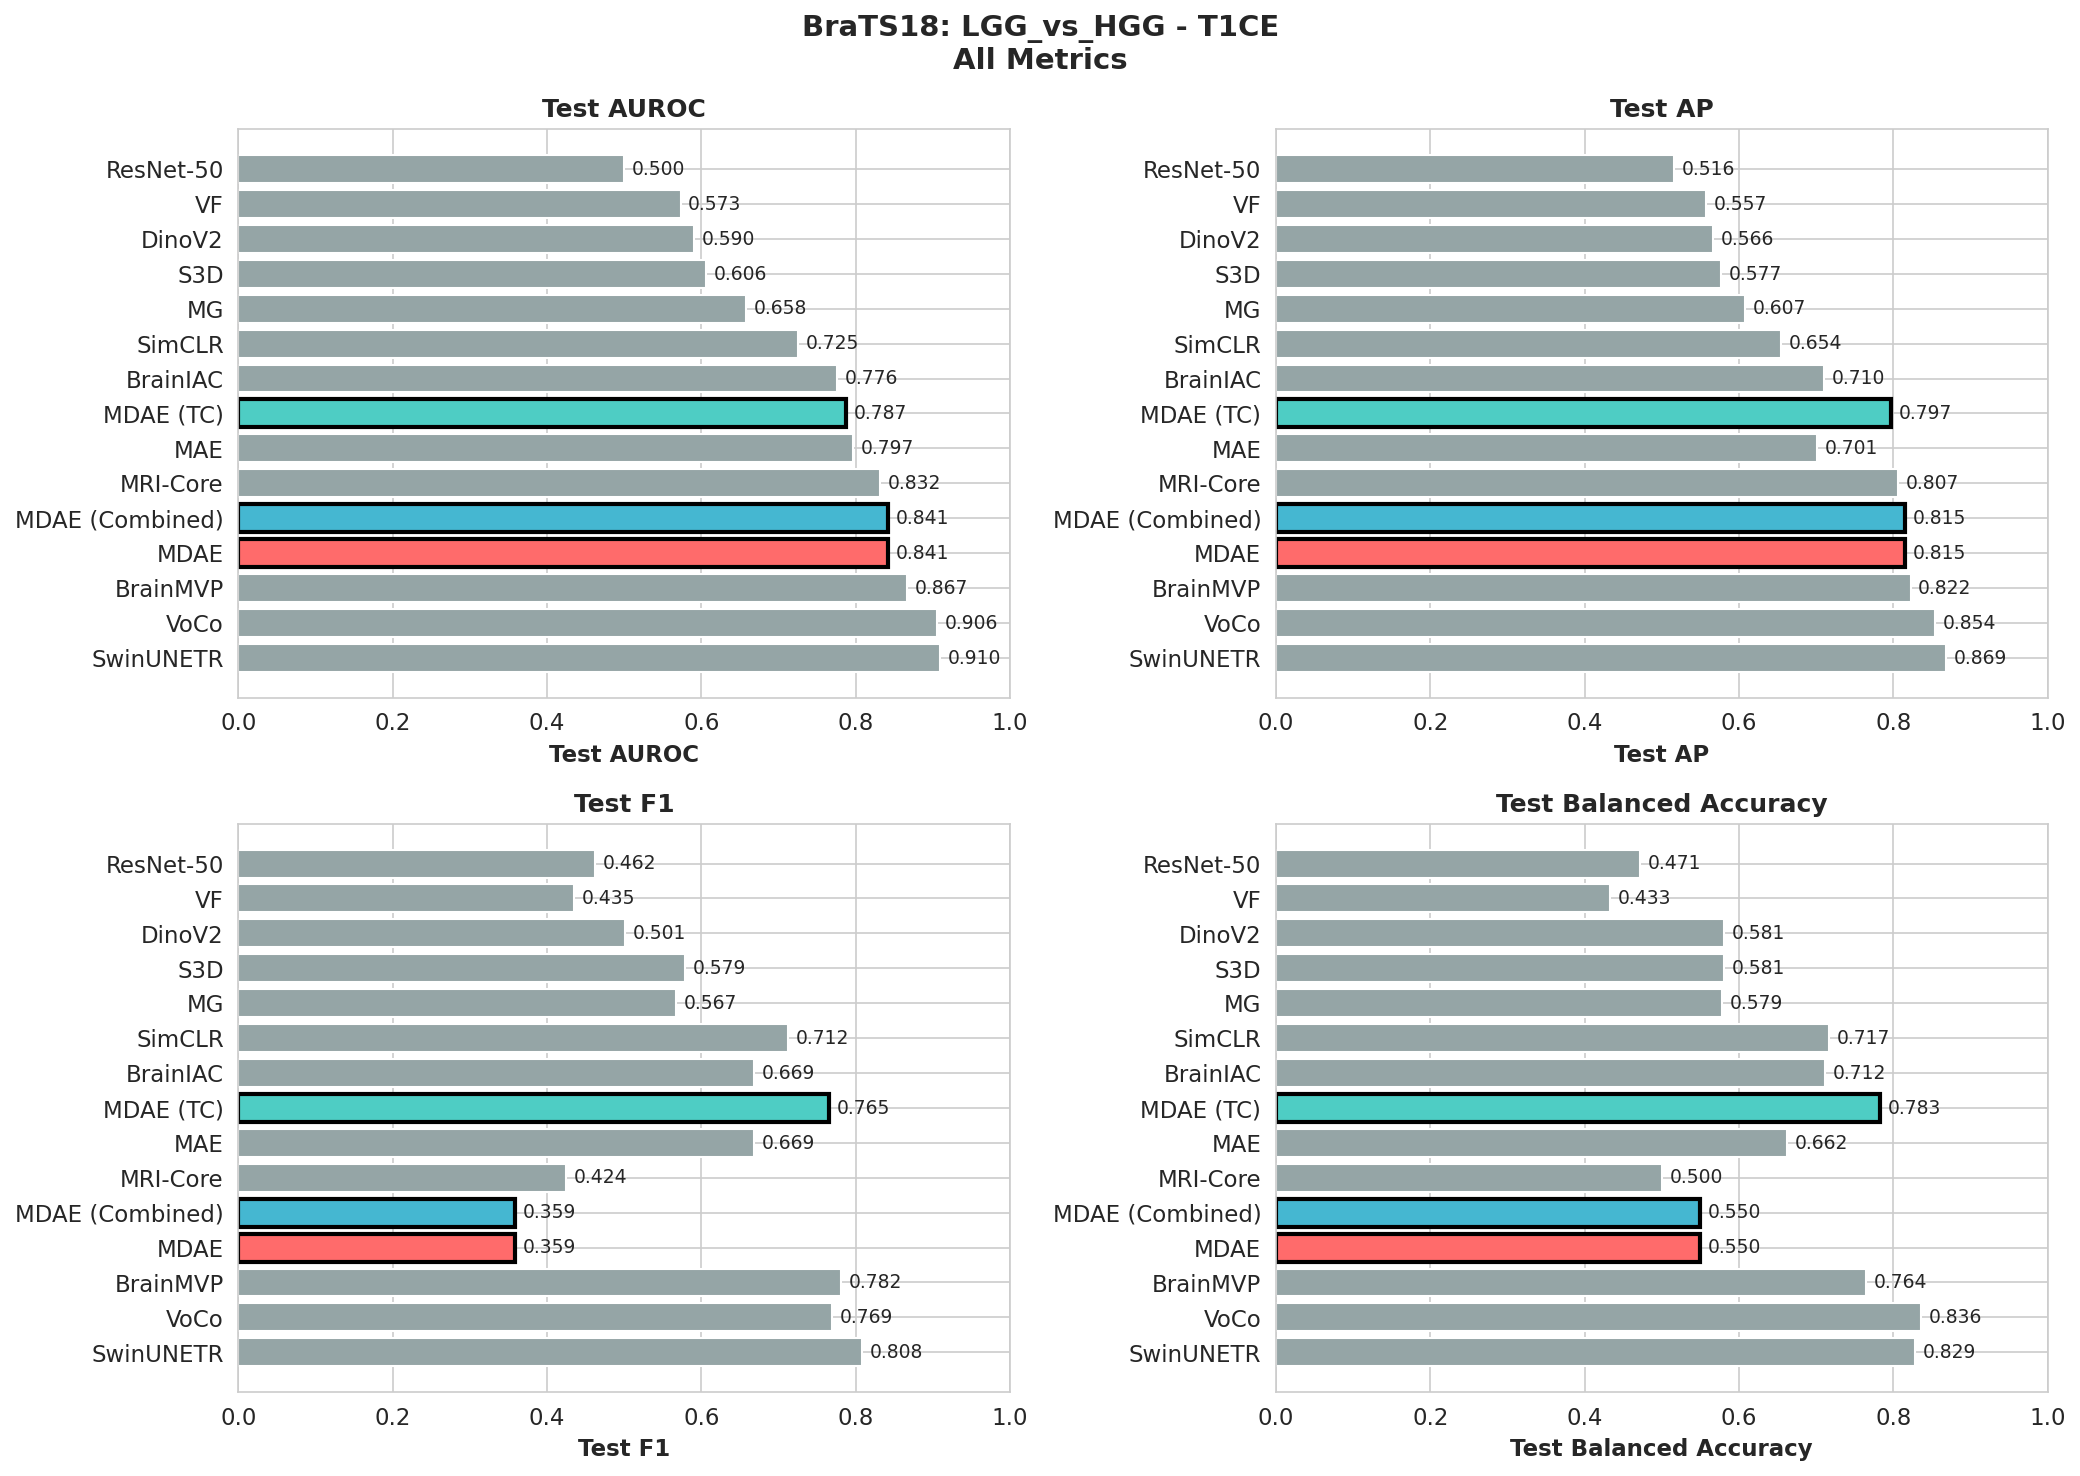 BraTS18: LGG_vs_HGG - T1CE
All Metrics
Test AUROC
ResNet-50 0.500
VF 0.573
DinoV2 0.590
S3D 0.606
MG 0.658
SimCLR 0.725
BrainIAC 0.776
MDAE (TC) 0.787
MAE 0.797
MRI-Core 0.832
MDAE (Combined) 0.841
MDAE 0.841
BrainMVP 0.867
VoCo 0.906
SwinUNETR 0.910
0.0 0.2 0.4 0.6 0.8 1.0
Test AUROC
Test AP
ResNet-50 0.516
VF 0.557
DinoV2 0.566
S3D 0.577
MG 0.607
SimCLR 0.654
BrainIAC 0.710
MDAE (TC) 0.797
MAE 0.701
MRI-Core 0.807
MDAE (Combined) 0.815
MDAE 0.815
BrainMVP 0.822
VoCo 0.854
SwinUNETR 0.869
0.0 0.2 0.4 0.6 0.8 1.0
Test AP
Test F1
ResNet-50 0.462
VF 0.435
DinoV2 0.501
S3D 0.579
MG 0.567
SimCLR 0.712
BrainIAC 0.669
MDAE (TC) 0.765
MAE 0.669
MRI-Core 0.424
MDAE (Combined) 0.359
MDAE 0.359
BrainMVP 0.782
VoCo 0.769
SwinUNETR 0.808
0.0 0.2 0.4 0.6 0.8 1.0
Test F1
Test Balanced Accuracy
ResNet-50 0.471
VF 0.433
DinoV2 0.581
S3D 0.581
MG 0.579
SimCLR 0.717
BrainIAC 0.712
MDAE (TC) 0.783
MAE 0.662
MRI-Core 0.500
MDAE (Combined) 0.550
MDAE 0.550
BrainMVP 0.764
VoCo 0.836
SwinUNETR 0.829
0.0 0.2 0.4 0.6 0.8 1.0
Test Balanced Accuracy